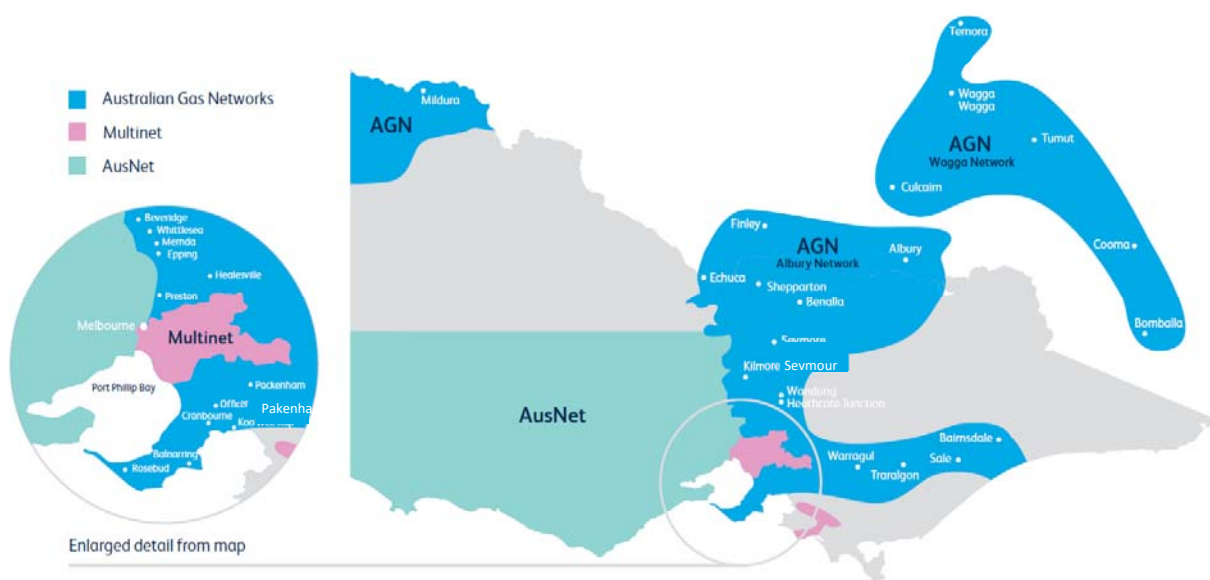 Australian Gas Networks
Multinet
AusNet
Beveridge
Whittlesea
Mernda
Epping
Healesville
Preston
Melbourne
Multinet
Port Phillip Bay
Packenham
Officer
Pakenha
Cranbourne
Balnarring
Rosebud
Enlarged detail from map
Mildura
AGN
Temora
Wagga
Wagga
AGN
Wagga Network
Tumut
Culcairn
Cooma
Bomballa
Finley
AGN
Albury Network
Albury
Echuca
Shepparton
Benalla
Seymore
Kilmore
Seymour
Wandong
Heathcote Junction
AusNet
Bairnsdale
Warragul
Traralgon
Sale